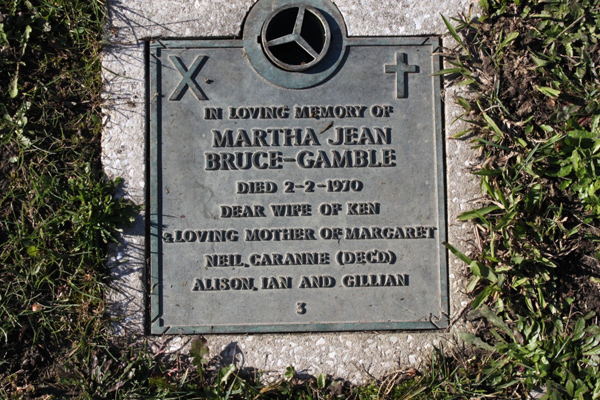 X
IN LOVING MEMORY OF
MARTHA JEAN
BRUCE-GAMBLE
DIED 2-2-1970
DEAR WIFE OF KEN
& LOVING MOTHER OF MARGARET
NEIL, CARANNE (DEC'D)
ALISON, IAN AND GILLIAN
3